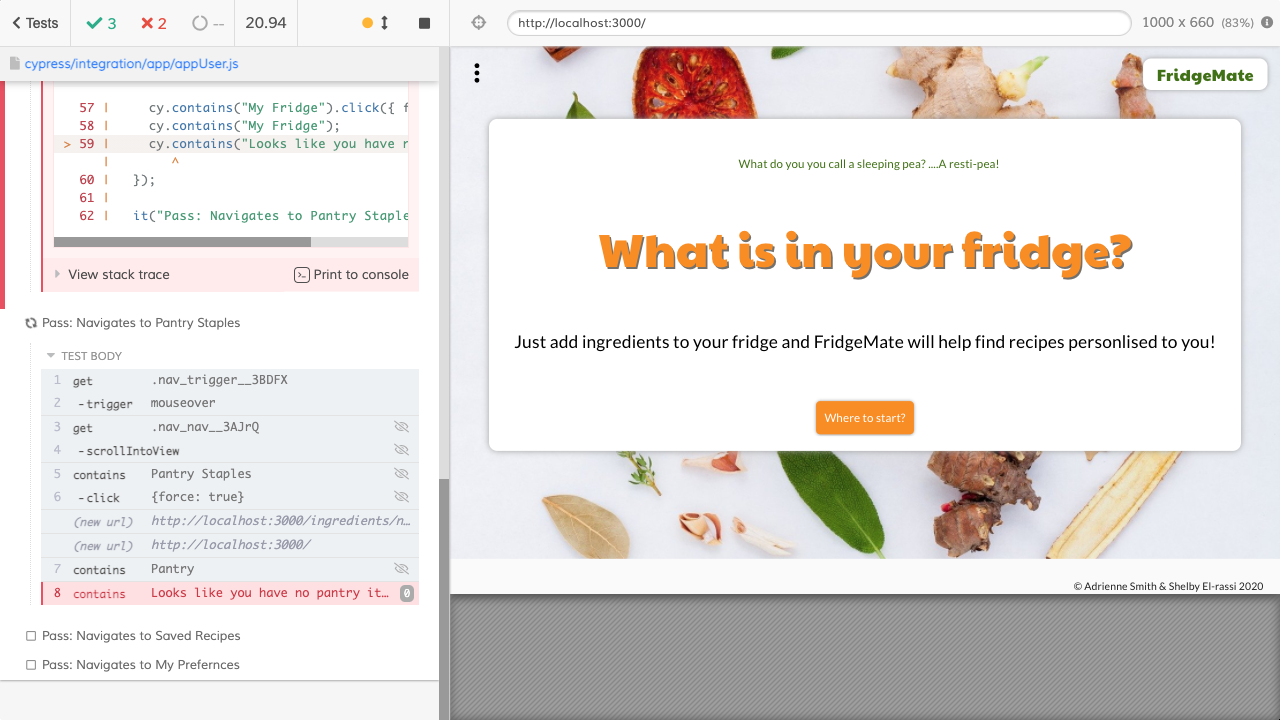 Tests
3
2
--
20.94
http://localhost:3000/
1000 x 660 (83%)
cypress/integration/app/appUser.js
57 | cy.contains("My Fridge").click({ f
58 | cy.contains("My Fridge");
> 59 | cy.contains("Looks like you have
| ^
60 | });
61 |
62 | it("Pass: Navigates to Pantry Staple
View stack trace
Print to console
Pass: Navigates to Pantry Staples
TEST BODY
1 get .nav_trigger__3BDFX
2 -trigger mouseover
3 get .nav_nav__3AJrQ
4 -scrollIntoView
5 contains Pantry Staples
6 -click {force: true}
(new url) http://localhost:3000/ingredients/n…
(new url) http://localhost:3000/
7 contains Pantry
8 contains Looks like you have no pantry it… 0
Pass: Navigates to Saved Recipes
Pass: Navigates to My Prefernces
FridgeMate
What do you you call a sleeping pea? ....A resti-pea!
What is in your fridge?
Just add ingredients to your fridge and FridgeMate will help find recipes personlised to you!
Where to start?
© Adrienne Smith & Shelby El-rassi 2020